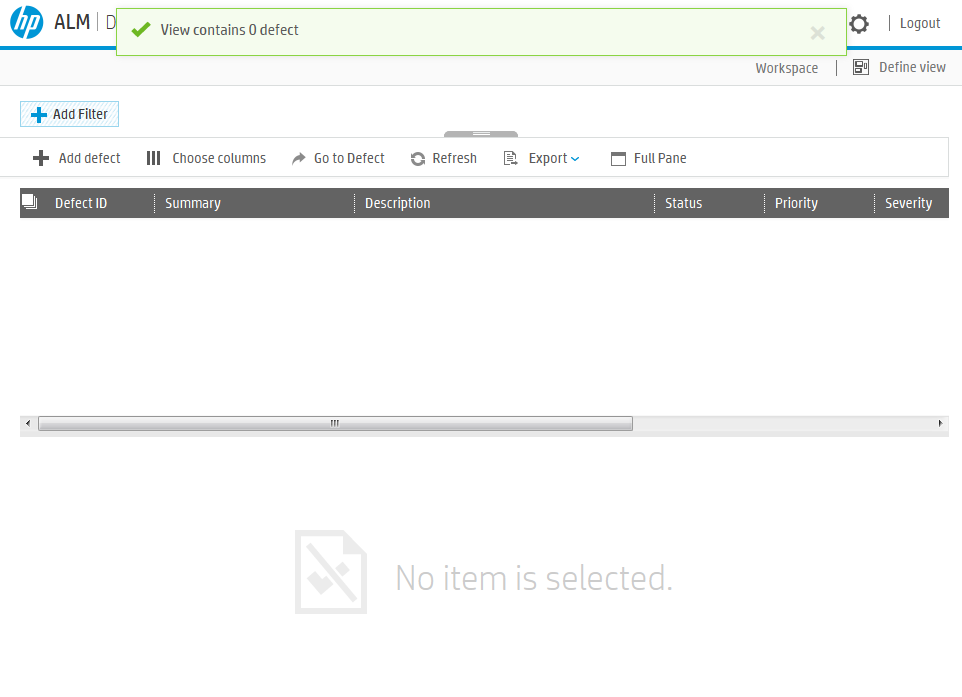 hp ALM D
View contains 0 defect
Logout
Workspace Define view
Add Filter
Add defect Choose columns Go to Defect Refresh Export Full Pane
Defect ID Summary Description Status Priority Severity
No item is selected.